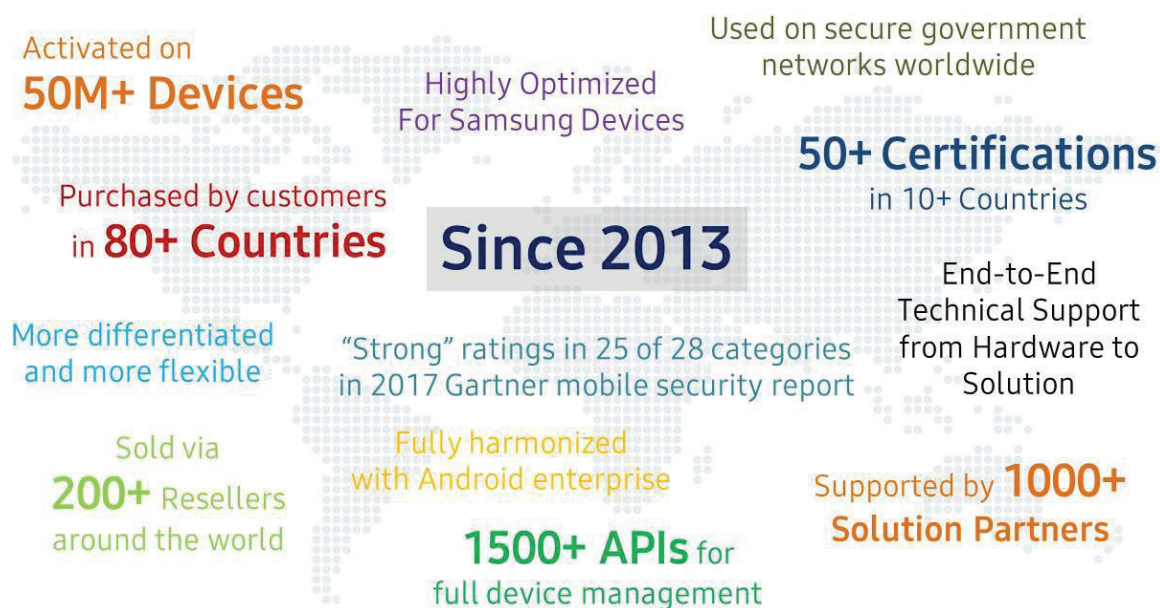 Activated on
50M+ Devices
Highly Optimized
For Samsung Devices
Used on secure government
networks worldwide
50+ Certifications
in 10+ Countries
Purchased by customers
in 80+ Countries
Since 2013
End-to-End
Technical Support
from Hardware to
Solution
More differentiated
and more flexible
“Strong” ratings in 25 of 28 categories
in 2017 Gartner mobile security report
Sold via
200+ Resellers
around the world
Fully harmonized
with Android enterprise
Supported by 1000+
Solution Partners
1500+ APIs for
full device management